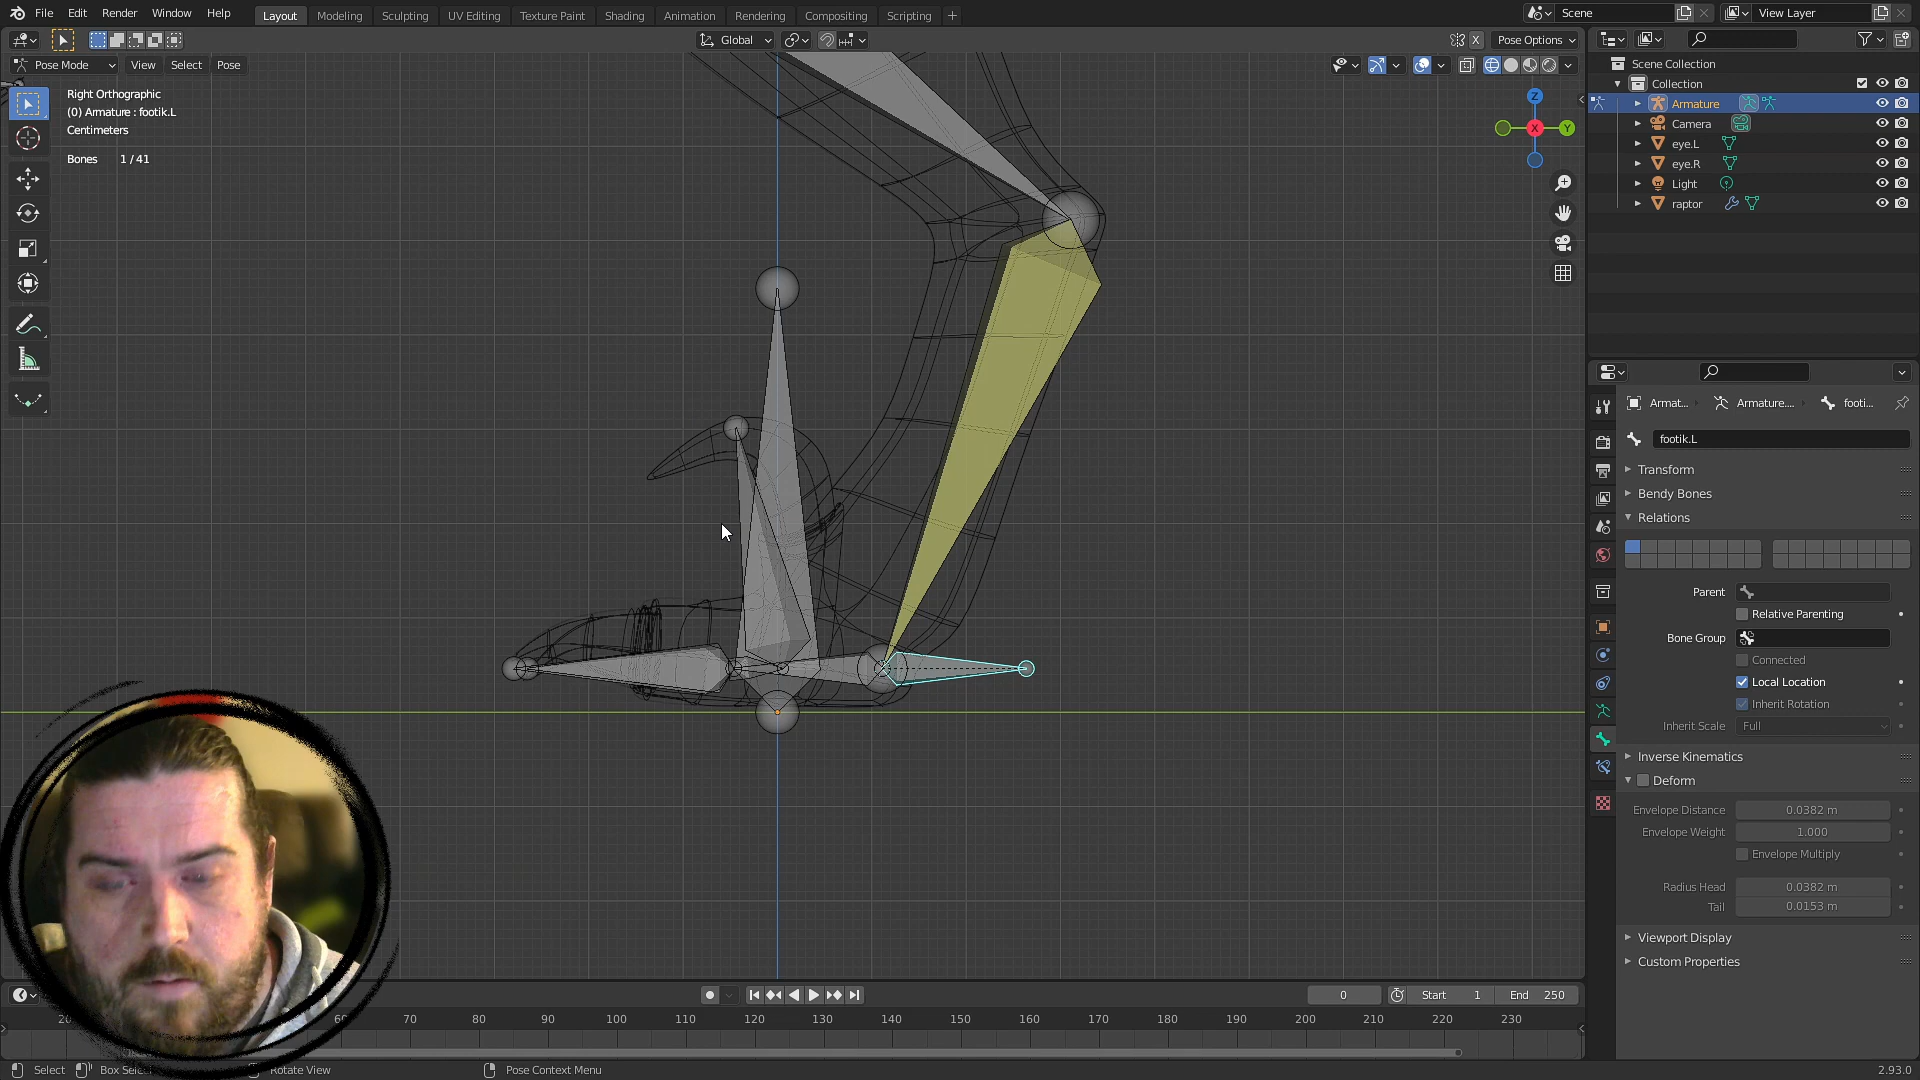 File Edit Render Window Help Layout Modeling Sculpting UV Editing Texture Paint Shading Animation Rendering Compositing Scripting + Scene View Layer
Global X Pose Options
Pose Mode View Select Pose
Right Orthographic
(0) Armature : footik.L
Centimeters
Bones 1 / 41
Z
X
Y
Scene Collection
Collection
Armature
Camera
eye.L
eye.R
Light
raptor
Armat... Armature.... footi...
footik.L
Transform
Bendy Bones
Relations
Parent
Relative Parenting
Bone Group
Connected
Local Location
Inherit Rotation
Inherit Scale Full
Inverse Kinematics
Deform
Envelope Distance 0.0382 m
Envelope Weight 1.000
Envelope Multiply
Radius Head 0.0382 m
Tail 0.0153 m
Viewport Display
Custom Properties
0 Start 1 End 250
60 70 80 90 100 110 120 130 140 150 160 170 180 190 200 210 220 230
Select Box Select Rotate View Pose Context Menu 2.93.0